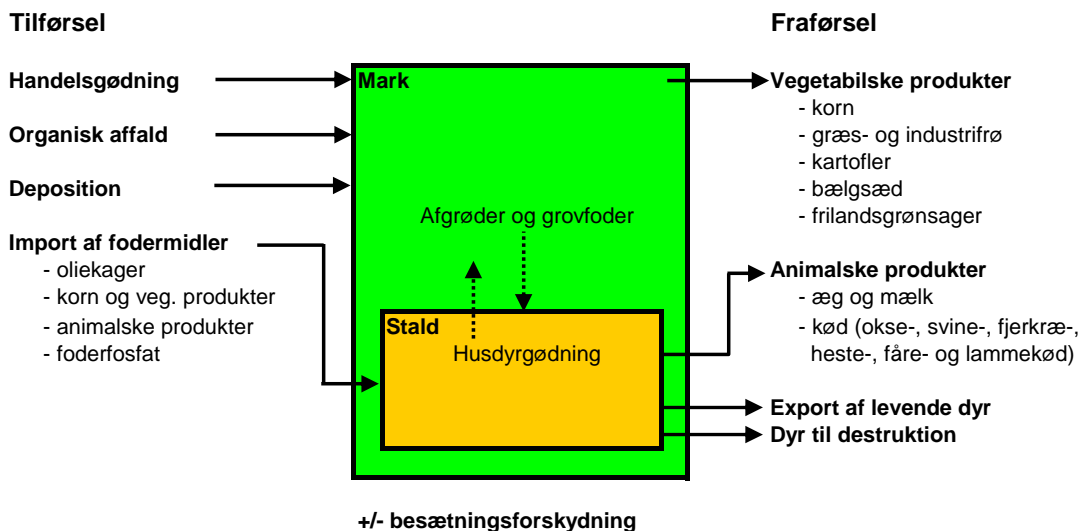 Tilførsel
Handelsgødning
Organisk affald
Deposition
Import af fodermidler
- oliekager
- korn og veg. produkter
- animalske produkter
- foderfosfat
Mark
Afgrøder og grovfoder
Stald
Husdyrgødning
+/- besætningsforskydning
Fraførsel
Vegetabilske produkter
- korn
- græs- og industrifrø
- kartofler
- bælgsæd
- frilandsgrønsager
Animalske produkter
- æg og mælk
- kød (okse-, svine-, fjerkræ-,
heste-, fåre- og lammekød)
Export af levende dyr
Dyr til destruktion